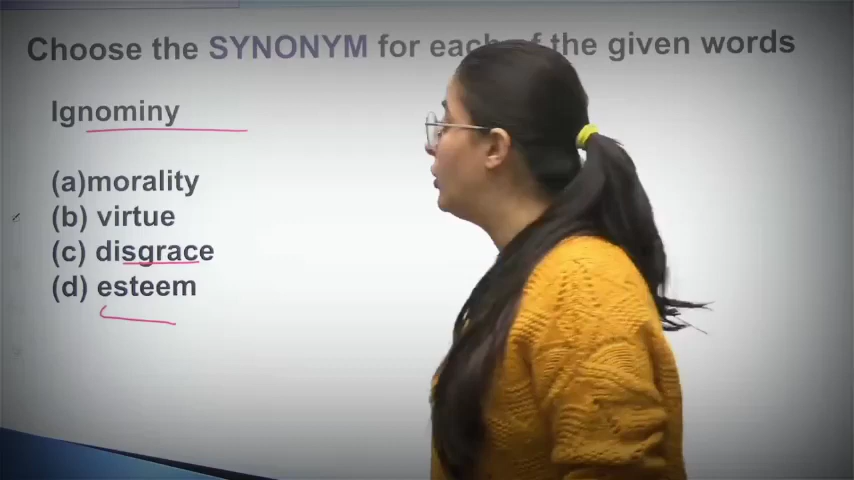 Choose the SYNONYM for each of the given words
Ignominy
(a)morality
(b) virtue
(c) disgrace
(d) esteem